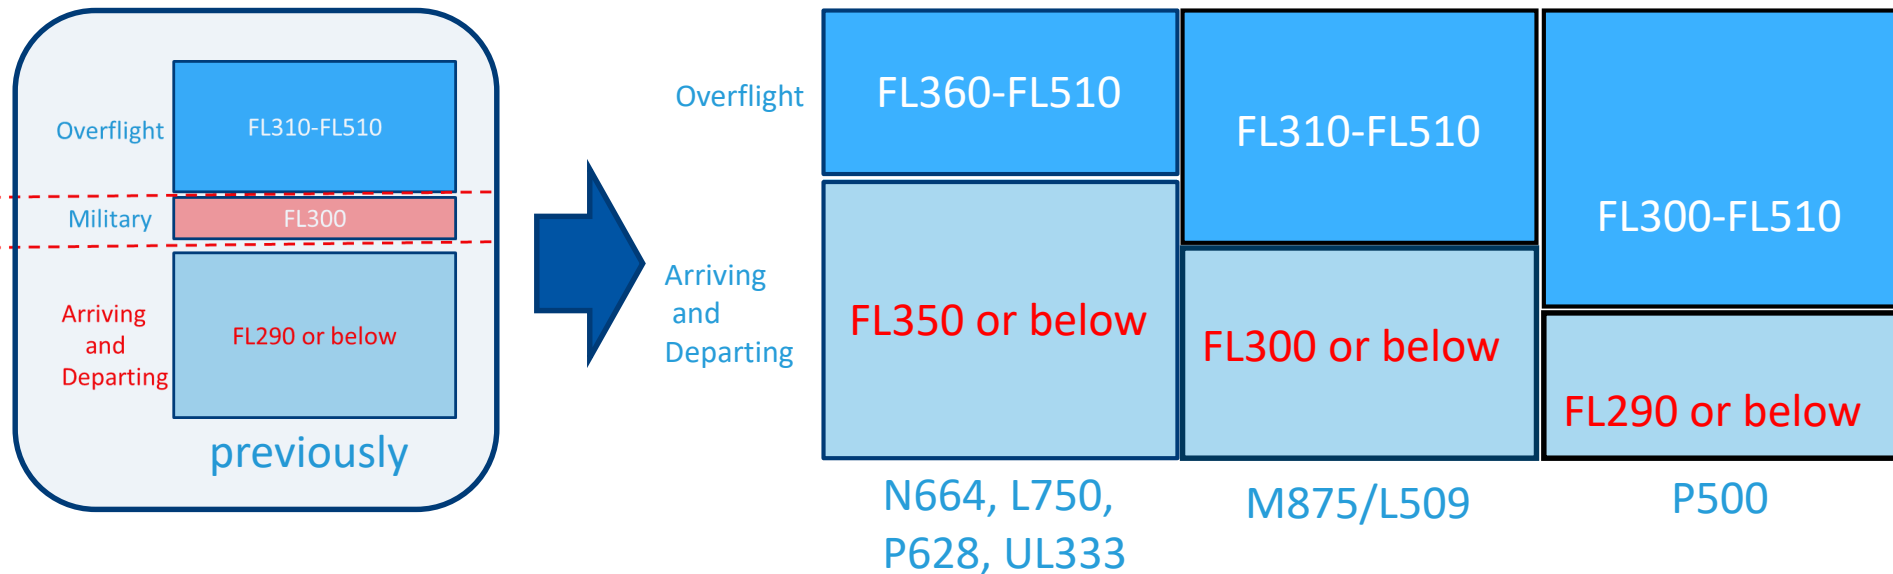 Overflight
FL310-FL510
Military
FL300
Arriving
and
Departing
FL290 or below
previously
Overflight
FL360-FL510
FL310-FL510
FL300-FL510
Arriving
and
Departing
FL350 or below
FL300 or below
FL290 or below
N664, L750,
P628, UL333
M875/L509
P500